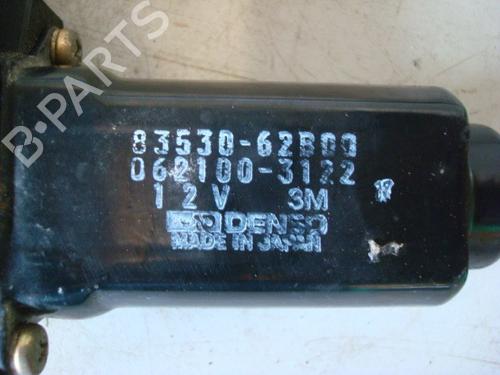 B-PARTS
83530-62B00
062100-3122
12V 3M
DENSO
MADE IN JAPAN